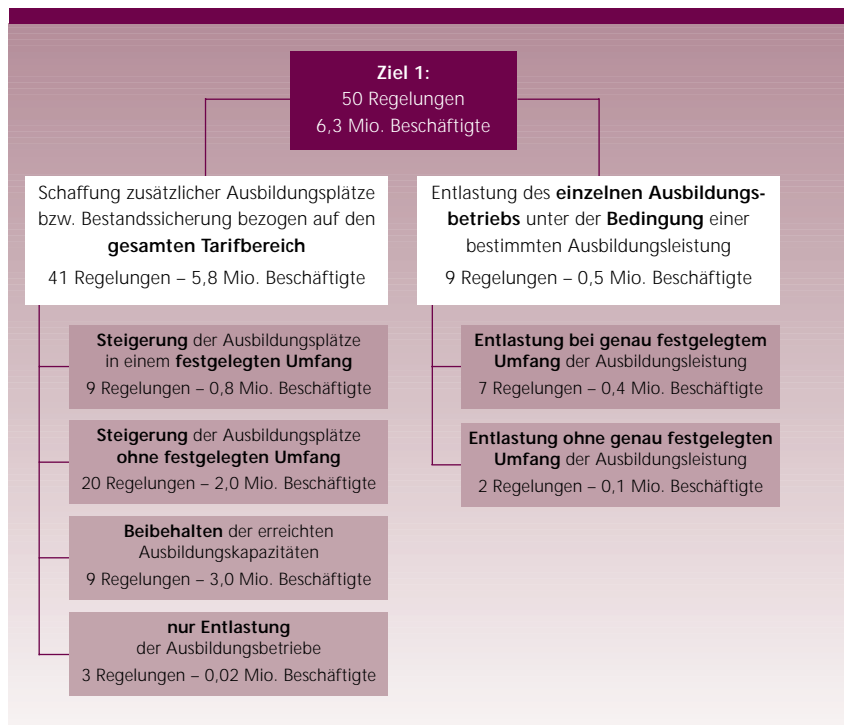 Ziel 1:
50 Regelungen
6,3 Mio. Beschäftigte
Schaffung zusätzlicher Ausbildungsplätze
bzw. Bestandssicherung bezogen auf den
gesamten Tarifbereich
41 Regelungen – 5,8 Mio. Beschäftigte
Steigerung der Ausbildungsplätze
in einem festgelegten Umfang
9 Regelungen – 0,8 Mio. Beschäftigte
Steigerung der Ausbildungsplätze
ohne festgelegten Umfang
20 Regelungen – 2,0 Mio. Beschäftigte
Beibehalten der erreichten
Ausbildungskapazitäten
9 Regelungen – 3,0 Mio. Beschäftigte
nur Entlastung
der Ausbildungsbetriebe
3 Regelungen – 0,02 Mio. Beschäftigte
Entlastung des einzelnen Ausbildungs-
betriebs unter der Bedingung einer
bestimmten Ausbildungsleistung
9 Regelungen – 0,5 Mio. Beschäftigte
Entlastung bei genau festgelegtem
Umfang der Ausbildungsleistung
7 Regelungen – 0,4 Mio. Beschäftigte
Entlastung ohne genau festgelegten
Umfang der Ausbildungsleistung
2 Regelungen – 0,1 Mio. Beschäftigte